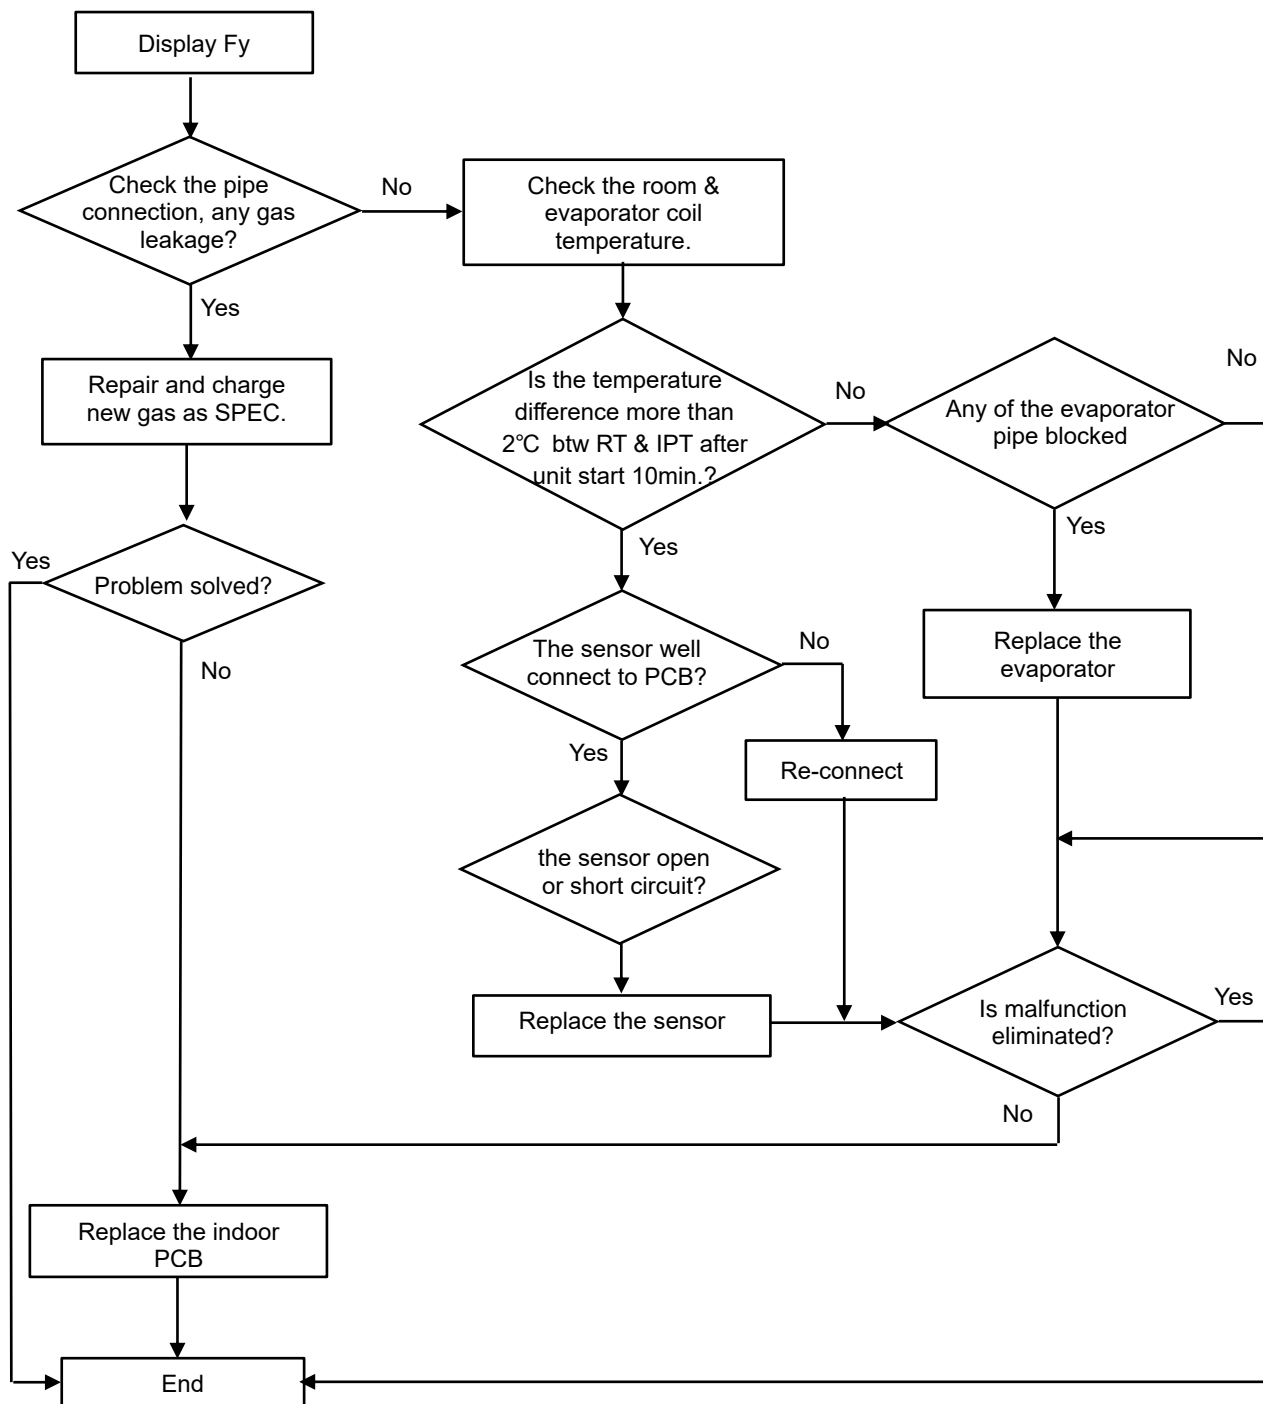 Display Fy
Check the pipe
connection, any gas
leakage?
No
Check the room &
evaporator coil
temperature.
Yes
Repair and charge
new gas as SPEC.
Is the temperature
difference more than
2℃ btw RT & IPT after
unit start 10min.?
No
Any of the evaporator
pipe blocked
No
Yes
Problem solved?
No
Yes
The sensor well
connect to PCB?
No
Yes
Replace the
evaporator
Yes
Re-connect
the sensor open
or short circuit?
Replace the sensor
Is malfunction
eliminated?
Yes
No
Replace the indoor
PCB
End